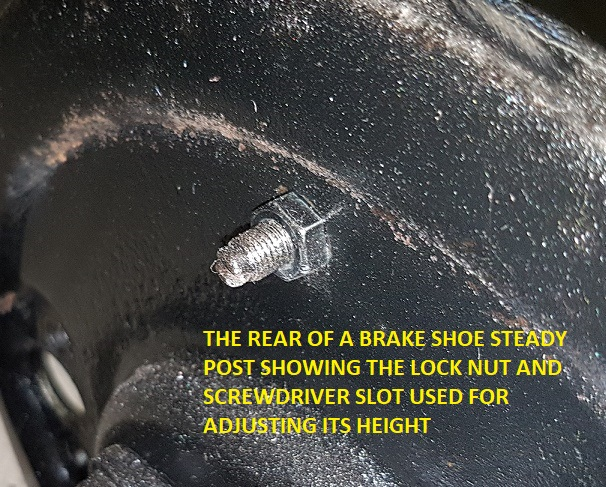 THE REAR OF A BRAKE SHOE STEADY
POST SHOWING THE LOCK NUT AND
SCREWDRIVER SLOT USED FOR
ADJUSTING ITS HEIGHT